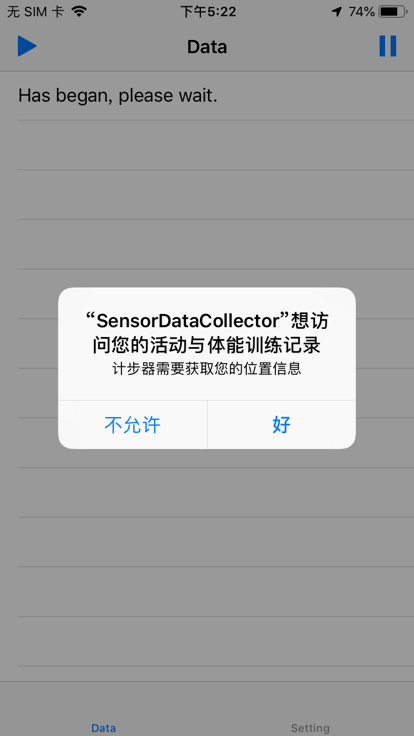 无 SIM 卡 下午5:22 74%
Data
Has began, please wait.
“SensorDataCollector”想访
问您的活动与体能训练记录
计步器需要获取您的位置信息
不允许 好
Data Setting